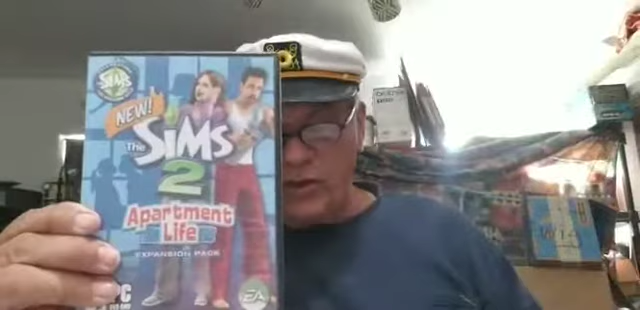 The SIMS
NEW!
The SIMS
2
Apartment
Life
EXPANSION PACK
PC
EA